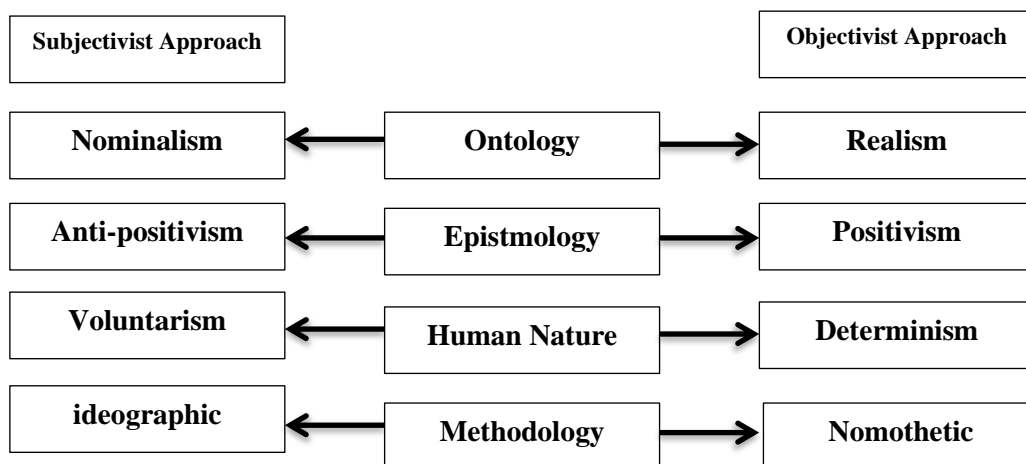 Subjectivist Approach
Objectivist Approach
Nominalism
Ontology
Realism
Anti-positivism
Epistmology
Positivism
Voluntarism
Human Nature
Determinism
ideographic
Methodology
Nomothetic